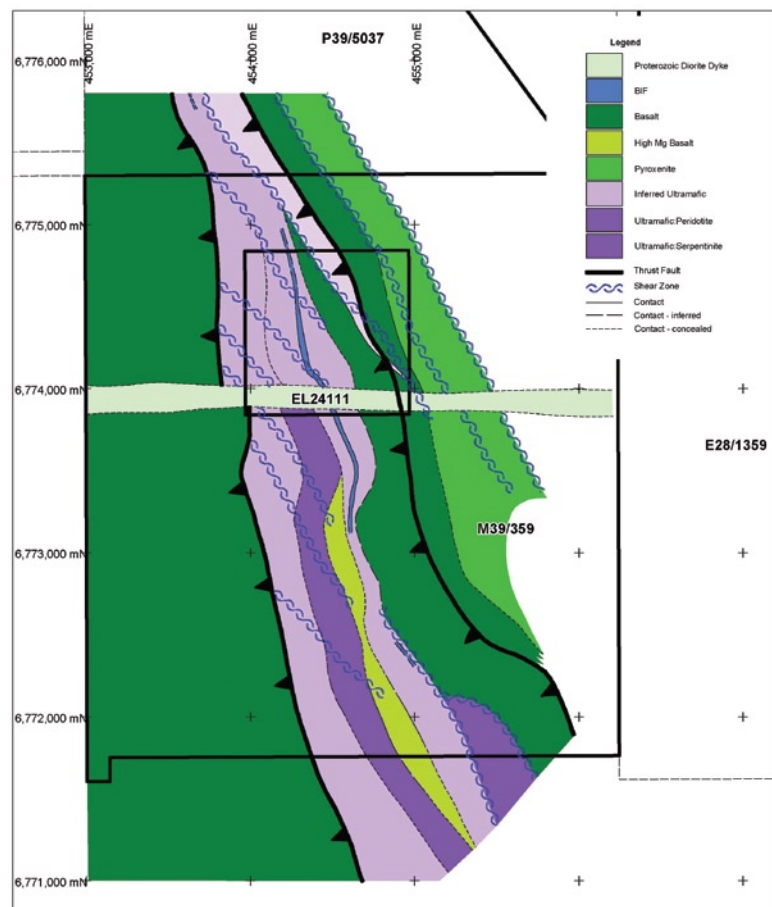 P39/5037
453,000 mE
454,000 mE
455,000 mE
6,776,000 mN
6,775,000 mN
6,774,000 mN
6,773,000 mN
6,772,000 mN
6,771,000 mN
EL24111
M39/359
E28/1359
Legend
Proterozoic Diorite Dyke
BIF
Basalt
High Mg Basalt
Pyroxenite
Inferred Ultramafic
Ultramafic:Peridotite
Ultramafic:Serpentinite
Thrust Fault
Shear Zone
Contact
Contact - inferred
Contact - concealed